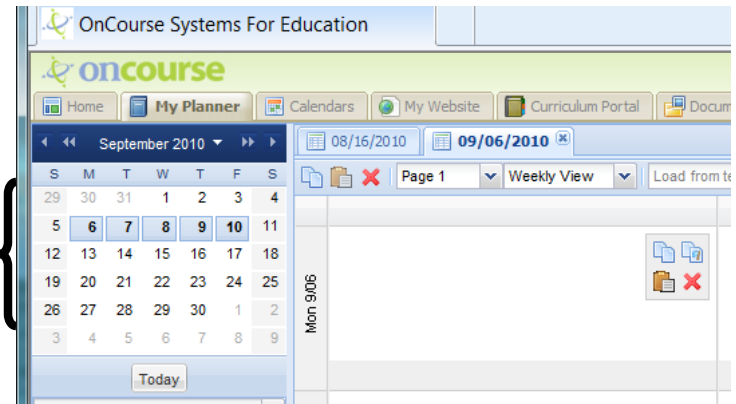 OnCourse Systems For Education
oncourse
Home My Planner Calendars My Website Curriculum Portal Docum
September 2010 08/16/2010 09/06/2010
Page 1 Weekly View Load from te
S M T W T F S
29 30 31 1 2 3 4
5 6 7 8 9 10 11
12 13 14 15 16 17 18
19 20 21 22 23 24 25
26 27 28 29 30 1 2
3 4 5 6 7 8 9
Mon 9/06
Today